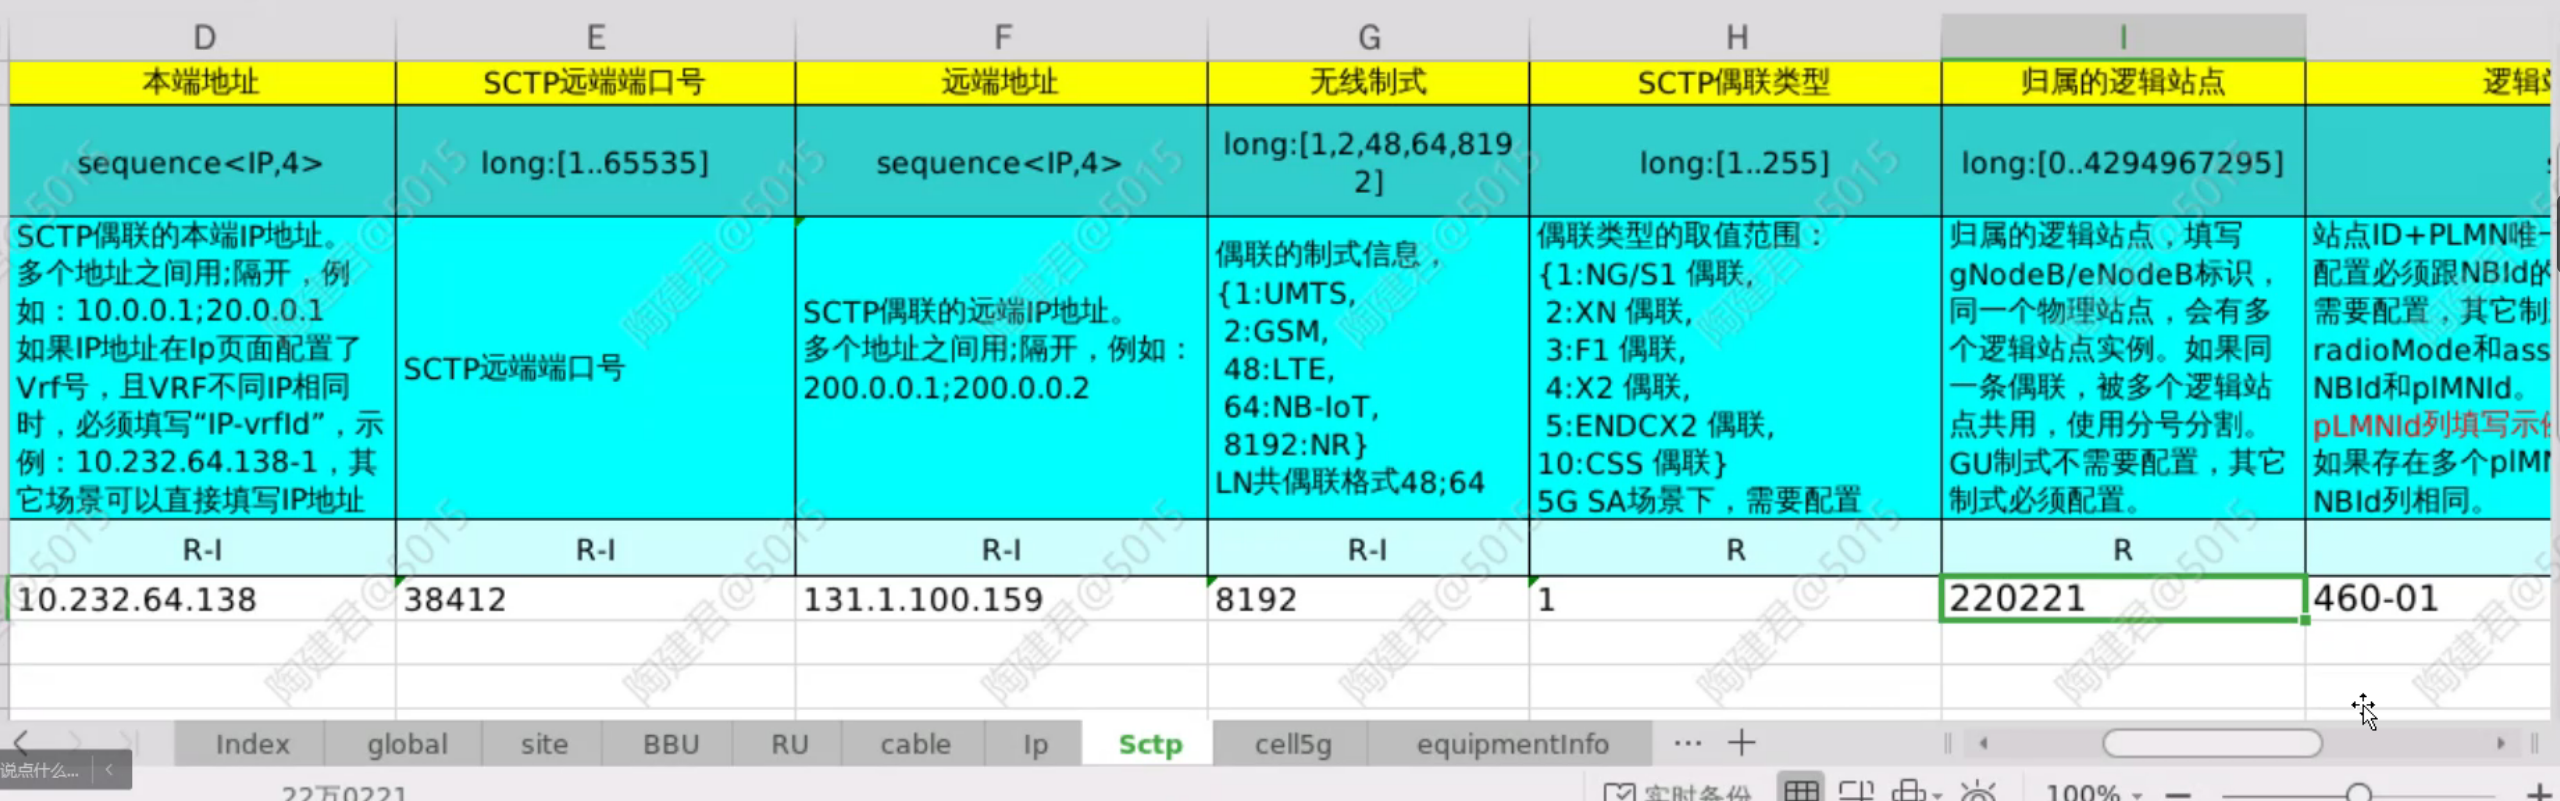 D E F G H I
本端地址 SCTP远端端口号 远端地址 无线制式 SCTP偶联类型 归属的逻辑站点 逻辑
sequence<IP,4> long:[1..65535] sequence<IP,4> long:[1,2,48,64,819
2] long:[1..255] long:[0..4294967295]
SCTP偶联的本端IP地址。
多个地址之间用;隔开，例
如：10.0.0.1;20.0.0.1
如果IP地址在Ip页面配置了
Vrf号，且VRF不同IP相同
时，必须填写“IP-vrfId”，示
例：10.232.64.138-1，其
它场景可以直接填写IP地址
SCTP远端端口号
SCTP偶联的远端IP地址。
多个地址之间用;隔开，例如：
200.0.0.1;200.0.0.2
偶联的制式信息，
{1:UMTS,
2:GSM,
48:LTE,
64:NB-IoT,
8192:NR}
LN共偶联格式48;64
偶联类型的取值范围：
{1:NG/S1 偶联,
2:XN 偶联,
3:F1 偶联,
4:X2 偶联,
5:ENDCX2 偶联,
10:CSS 偶联}
5G SA场景下，需要配置
归属的逻辑站点，填写
gNodeB/eNodeB标识，
同一个物理站点，会有多
个逻辑站点实例。如果同
一条偶联，被多个逻辑站
点共用，使用分号分割。
GU制式不需要配置，其它
制式必须配置。
站点ID+PLMN唯一
配置必须跟NBId的
需要配置，其它制
radioMode和ass
NBId和plMNId。
pLMNId列填写示例
如果存在多个plMN
NBId列相同。
R-I R-I R-I R-I R R
10.232.64.138 38412 131.1.100.159 8192 1 220221 460-01
陶建君@5015
Index global site BBU RU cable Ip Sctp cell5g equipmentInfo ··· +
说点什么...
22万0221 实时备份 100%